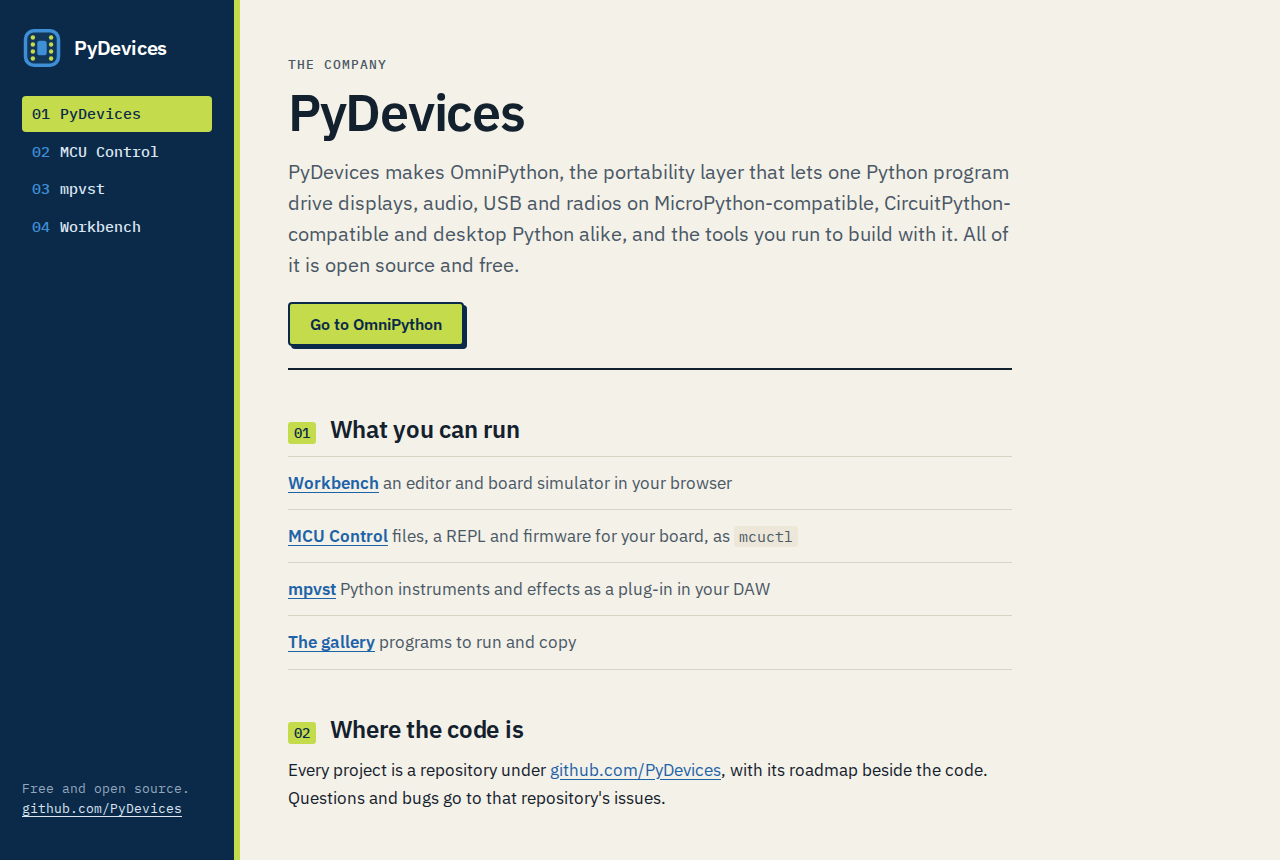 PyDevices
01 PyDevices
02 MCU Control
03 mpvst
04 Workbench
Free and open source.
github.com/PyDevices
THE COMPANY
PyDevices
PyDevices makes OmniPython, the portability layer that lets one Python program
drive displays, audio, USB and radios on MicroPython-compatible, CircuitPython-
compatible and desktop Python alike, and the tools you run to build with it. All of
it is open source and free.
Go to OmniPython
01 What you can run
Workbench an editor and board simulator in your browser
MCU Control files, a REPL and firmware for your board, as mcuctl
mpvst Python instruments and effects as a plug-in in your DAW
The gallery programs to run and copy
02 Where the code is
Every project is a repository under github.com/PyDevices, with its roadmap beside the code.
Questions and bugs go to that repository's issues.